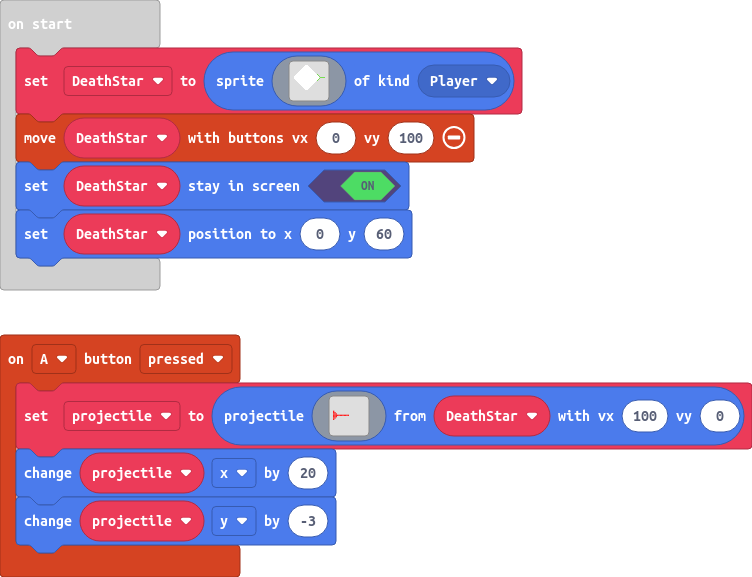 on start
set DeathStar to sprite of kind Player
move DeathStar with buttons vx 0 vy 100
set DeathStar stay in screen ON
set DeathStar position to x 0 y 60
on A button pressed
set projectile to projectile from DeathStar with vx 100 vy 0
change projectile x by 20
change projectile y by -3